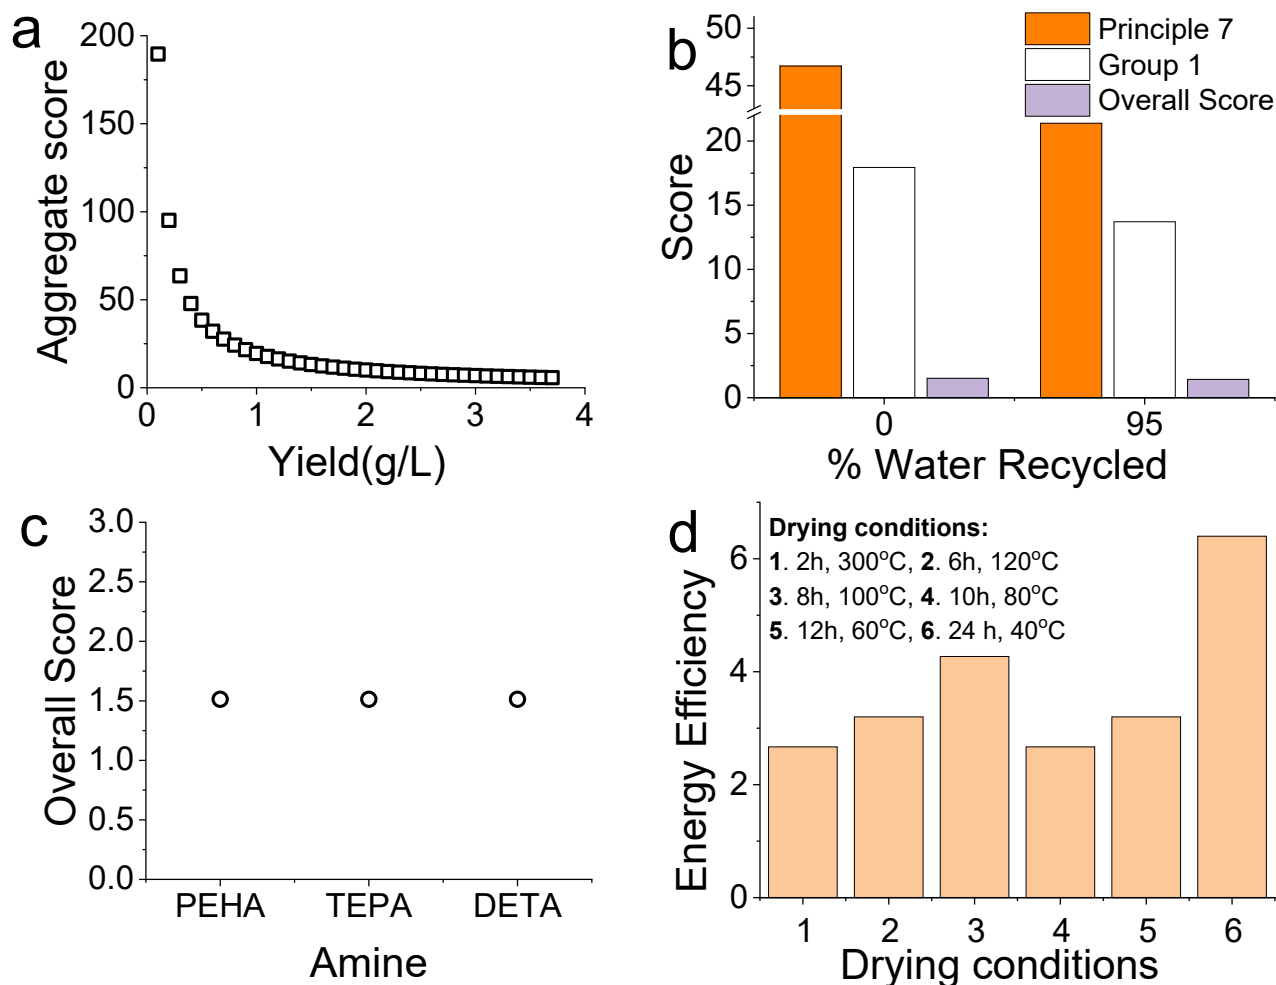 a
200
150
100
50
0
Aggregate score
0 1 2 3 4
Yield(g/L)
b
50
45
20
15
10
5
0
Score
Principle 7
Group 1
Overall Score
0 95
% Water Recycled
c
3.0
2.5
2.0
1.5
1.0
0.5
0.0
Overall Score
PEHA TEPA DETA
Amine
d
Drying conditions:
1. 2h, 300°C, 2. 6h, 120°C
3. 8h, 100°C, 4. 10h, 80°C
5. 12h, 60°C, 6. 24 h, 40°C
6
4
2
0
Energy Efficiency
1 2 3 4 5 6
Drying conditions